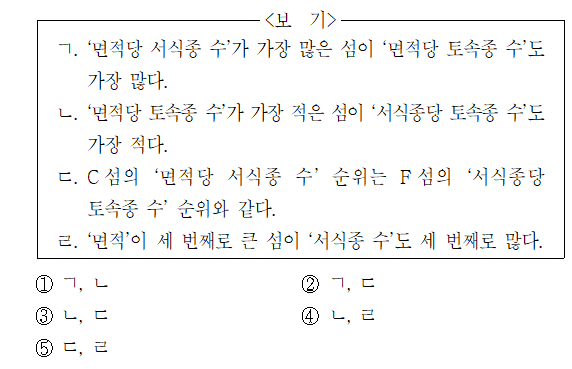 <보 기>
ㄱ. ‘면적당 서식종 수’가 가장 많은 섬이 ‘면적당 토속종 수’도
가장 많다.
ㄴ. ‘면적당 토속종 수’가 가장 적은 섬이 ‘서식종당 토속종 수’도
가장 적다.
ㄷ. C섬의 ‘면적당 서식종 수’ 순위는 F섬의 ‘서식종당
토속종 수’ 순위와 같다.
ㄹ. ‘면적’이 세 번째로 큰 섬이 ‘서식종 수’도 세 번째로 많다.
① ㄱ, ㄴ ② ㄱ, ㄷ
③ ㄴ, ㄷ ④ ㄴ, ㄹ
⑤ ㄷ, ㄹ